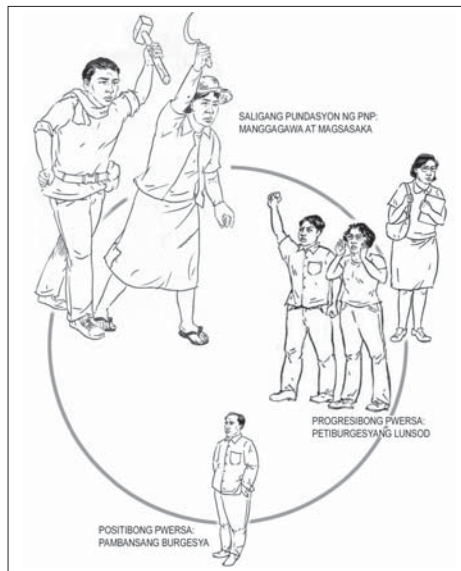 SALIGANG PUNDASYON NG PNP:
MANGGAGAWA AT MAGSASAKA
PROGRESIBONG PWERSA:
PETIBURGESYANG LUNSOD
POSITIBONG PWERSA:
PAMBANSANG BURGESYA